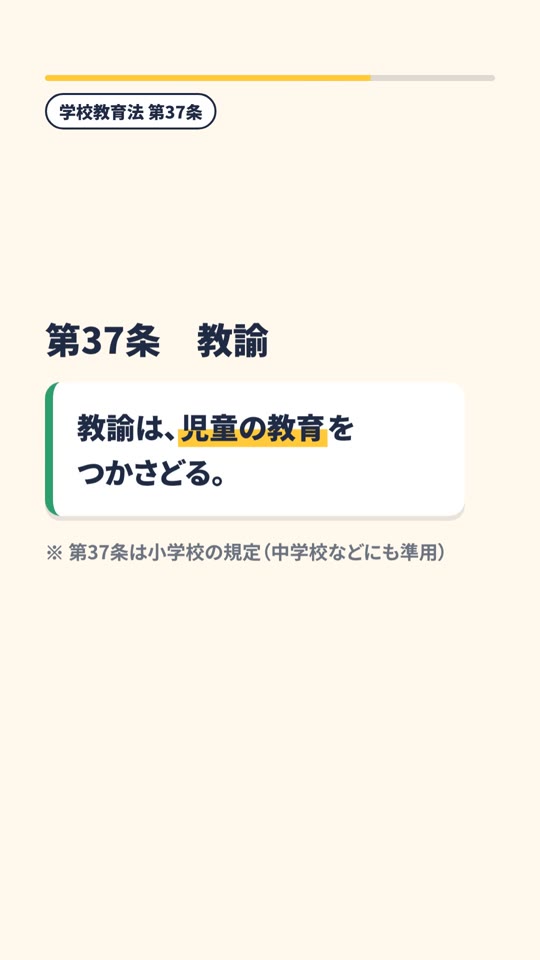 学校教育法 第37条
第37条　教諭
教諭は、児童の教育を
つかさどる。
※ 第37条は小学校の規定（中学校などにも準用）